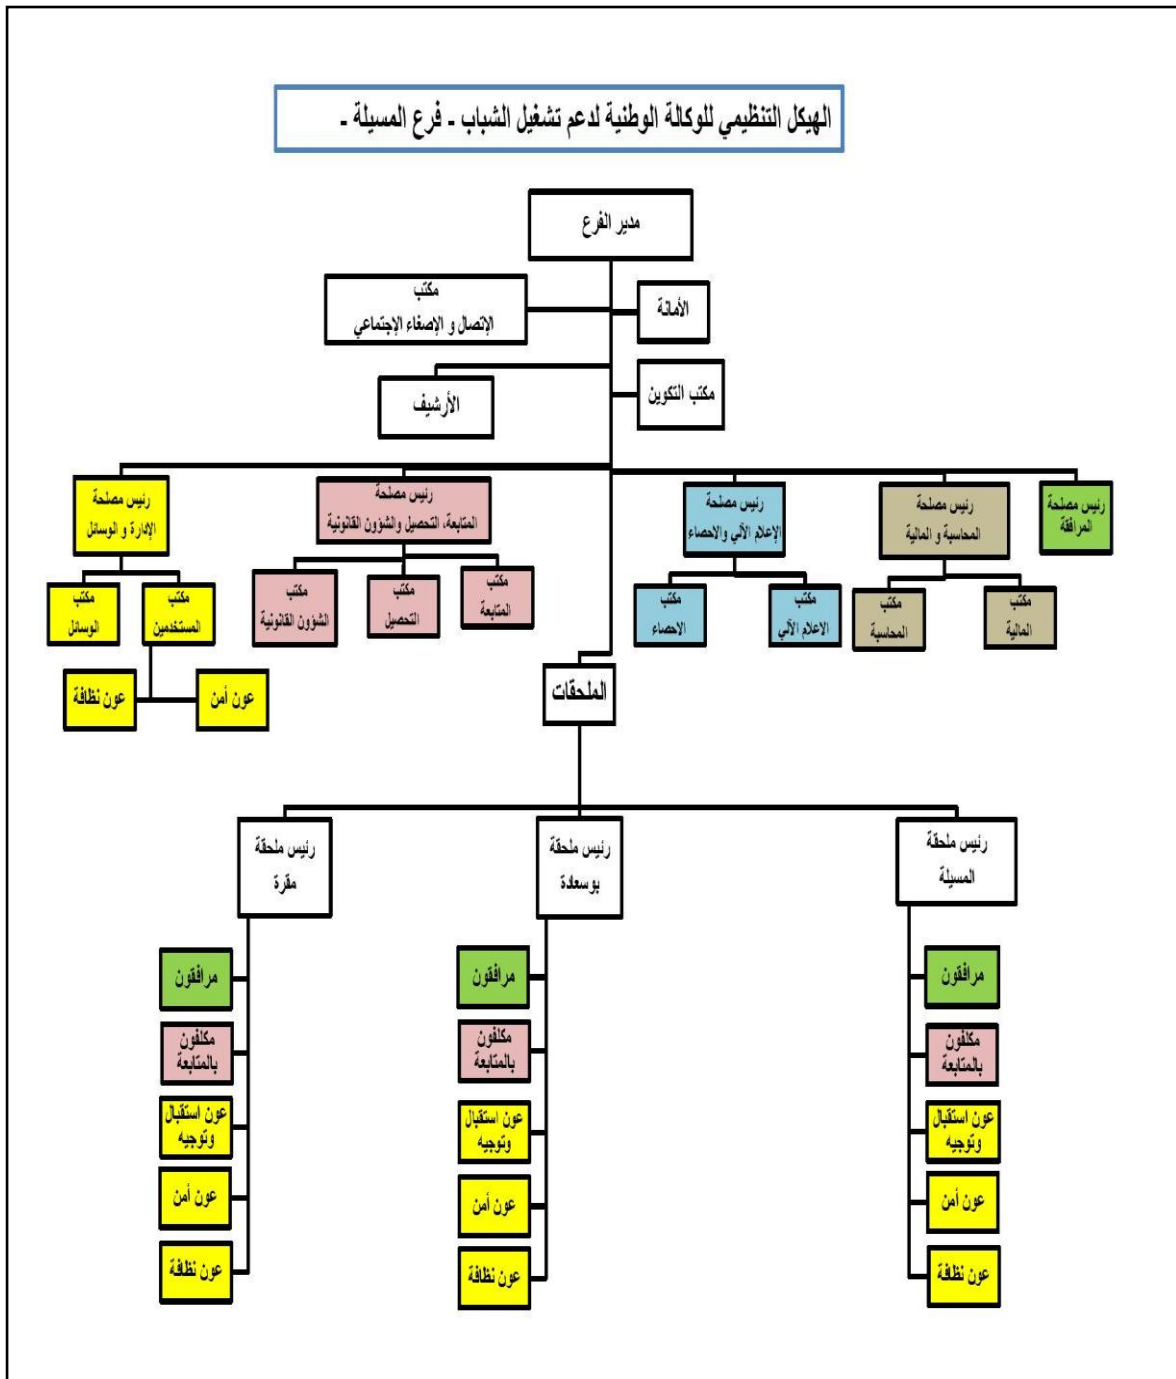 الهيكل التنظيمي للوكالة الوطنية لدعم تشغيل الشباب - فرع المسيلة -
مدير الفرع
الأمانة
مكتب
الإتصال و الإصغاء الإجتماعي
مكتب التكوين
الأرشيف
رئيس مصلحة
المرافقة
رئيس مصلحة
المحاسبة و المالية
رئيس مصلحة
الإعلام الآلي والاحصاء
رئيس مصلحة
المتابعة، التحصيل والشؤون القانونية
رئيس مصلحة
الإدارة و الوسائل
مكتب
المالية
مكتب
المحاسبة
مكتب
الاعلام الآلي
مكتب
الاحصاء
مكتب
المتابعة
مكتب
التحصيل
مكتب
الشؤون القانونية
مكتب
المستخدمين
مكتب
الوسائل
عون أمن
عون نظافة
الملحقات
رئيس ملحقة
المسيلة
رئيس ملحقة
بوسعادة
رئيس ملحقة
مقرة
مرافقون
مكلفون
بالمتابعة
عون استقبال
وتوجيه
عون أمن
عون نظافة
مرافقون
مكلفون
بالمتابعة
عون استقبال
وتوجيه
عون أمن
عون نظافة
مرافقون
مكلفون
بالمتابعة
عون استقبال
وتوجيه
عون أمن
عون نظافة